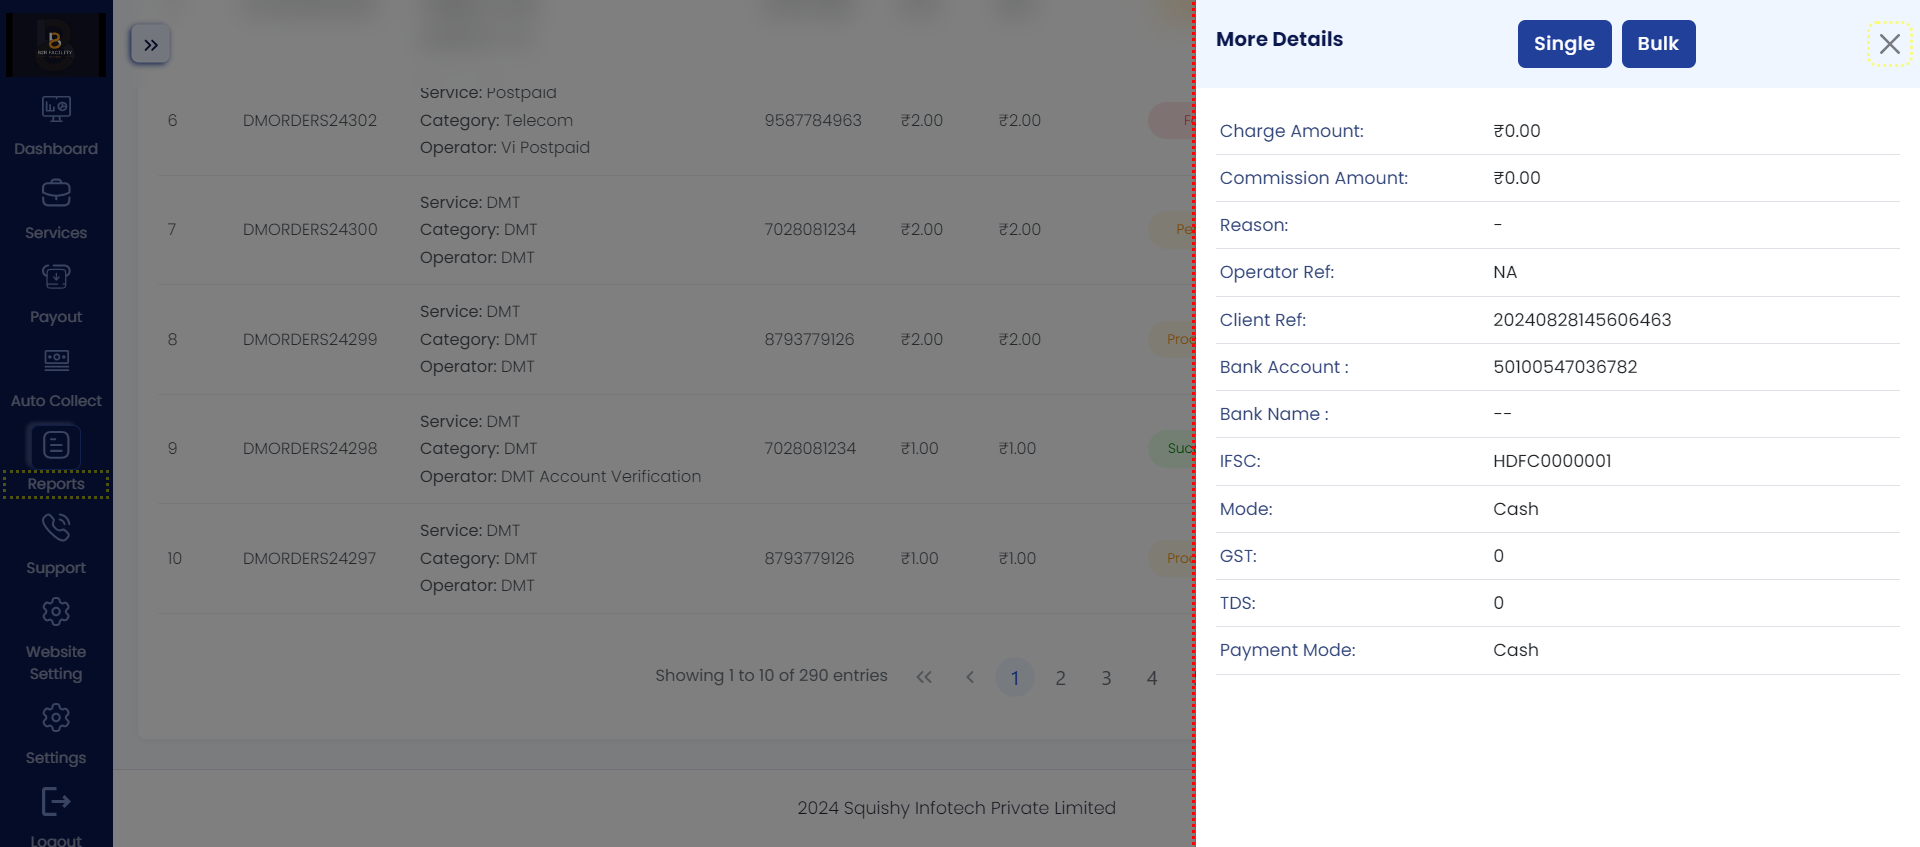 B2B FACILITY
Dashboard
Services
Payout
Auto Collect
Reports
Support
Website
Setting
Settings
Logout
Service: Postpaid
6 DMORDERS24302 Category: Telecom 9587784963 ₹2.00 ₹2.00
Operator: Vi Postpaid
Service: DMT
7 DMORDERS24300 Category: DMT 7028081234 ₹2.00 ₹2.00 Pe
Operator: DMT
Service: DMT
8 DMORDERS24299 Category: DMT 8793779126 ₹2.00 ₹2.00 Proc
Operator: DMT
Service: DMT
9 DMORDERS24298 Category: DMT 7028081234 ₹1.00 ₹1.00 Suc
Operator: DMT Account Verification
Service: DMT
10 DMORDERS24297 Category: DMT 8793779126 ₹1.00 ₹1.00 Proc
Operator: DMT
Showing 1 to 10 of 290 entries 1 2 3 4
2024 Squishy Infotech Private Limited
More Details Single Bulk
Charge Amount: ₹0.00
Commission Amount: ₹0.00
Reason: -
Operator Ref: NA
Client Ref: 20240828145606463
Bank Account : 50100547036782
Bank Name : --
IFSC: HDFC0000001
Mode: Cash
GST: 0
TDS: 0
Payment Mode: Cash